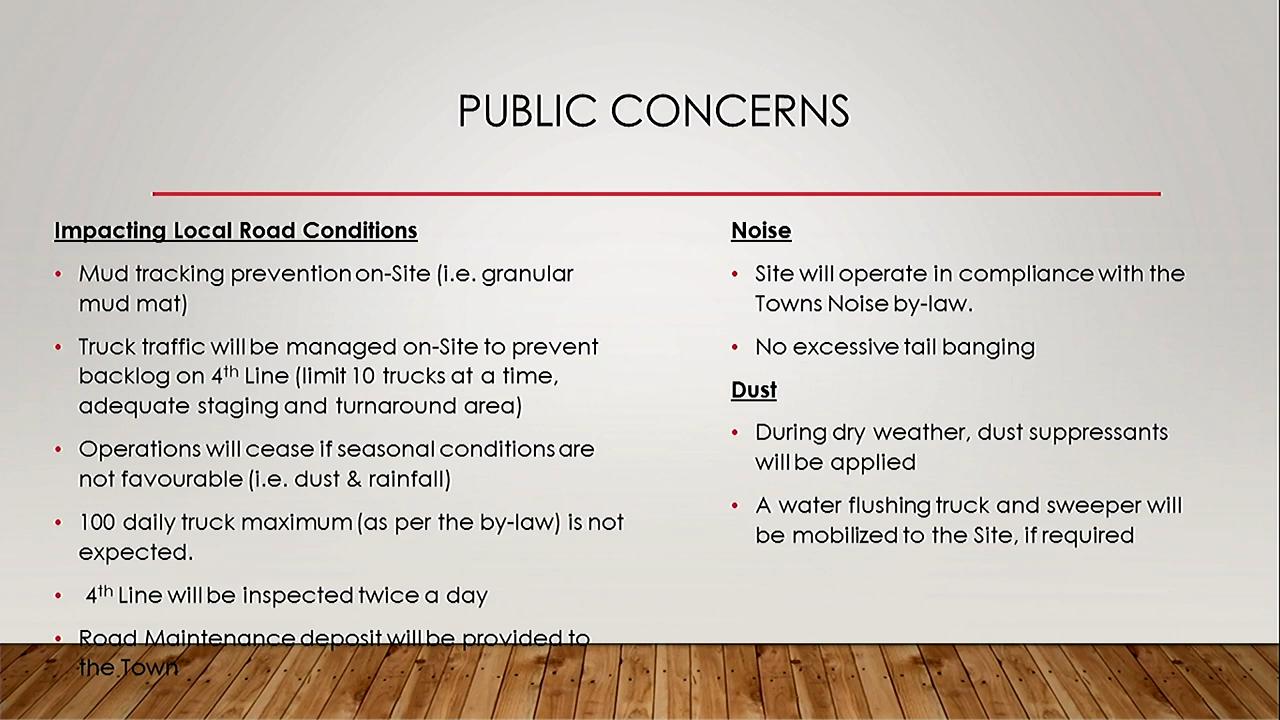 PUBLIC CONCERNS
Impacting Local Road Conditions
• Mud tracking prevention on-Site (i.e. granular
mud mat)
• Truck traffic will be managed on-Site to prevent
backlog on 4th Line (limit 10 trucks at a time,
adequate staging and turnaround area)
• Operations will cease if seasonal conditions are
not favourable (i.e. dust & rainfall)
• 100 daily truck maximum (as per the by-law) is not
expected.
• 4th Line will be inspected twice a day
• Road Maintenance deposit will be provided to
the Town
Noise
• Site will operate in compliance with the
Towns Noise by-law.
• No excessive tail banging
Dust
• During dry weather, dust suppressants
will be applied
• A water flushing truck and sweeper will
be mobilized to the Site, if required